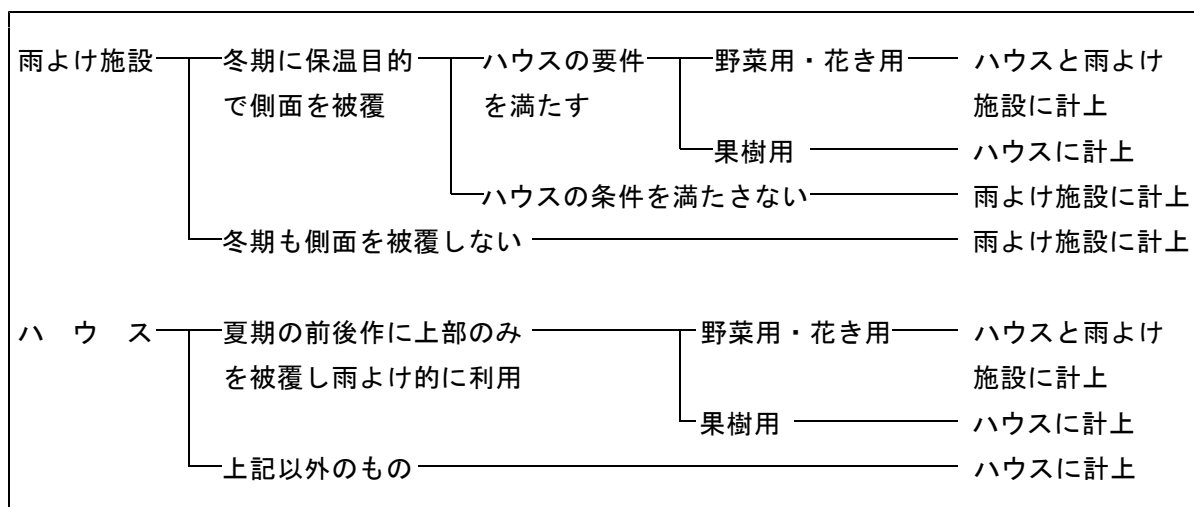 雨よけ施設 冬期に保温目的 ハウスの要件 野菜用・花き用 ハウスと雨よけ
で側面を被覆 を満たす 施設に計上
果樹用 ハウスに計上
ハウスの条件を満たさない 雨よけ施設に計上
冬期も側面を被覆しない 雨よけ施設に計上
ハ ウ ス 夏期の前後作に上部のみ 野菜用・花き用 ハウスと雨よけ
を被覆し雨よけ的に利用 施設に計上
果樹用 ハウスに計上
上記以外のもの ハウスに計上